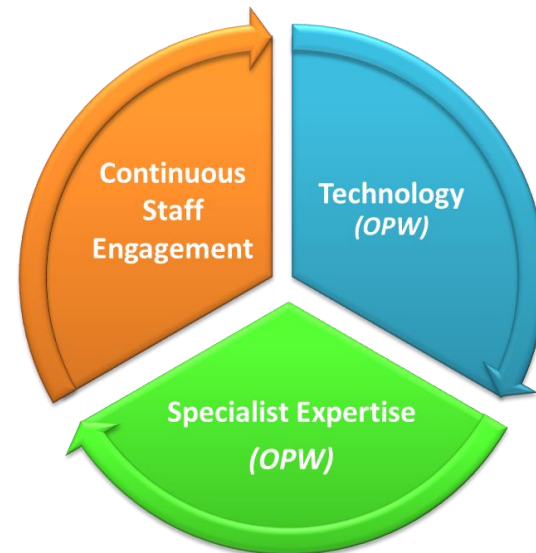 Continuous
Staff
Engagement
Technology
(OPW)
Specialist Expertise
(OPW)